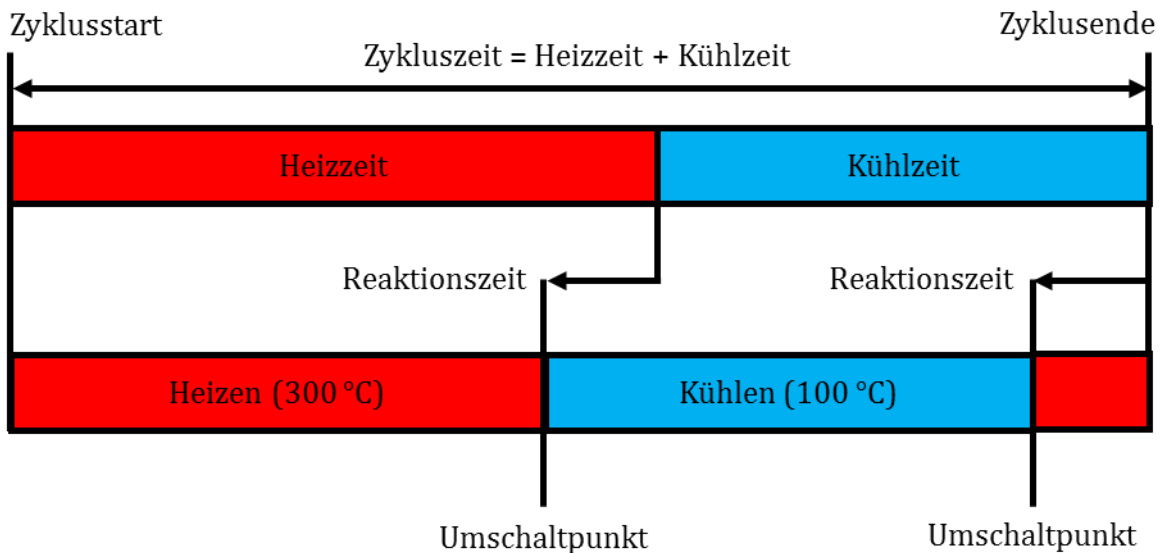 Zyklusstart
Zyklusende
Zykluszeit = Heizzeit + Kühlzeit
Heizzeit
Kühlzeit
Reaktionszeit
Reaktionszeit
Heizen (300 °C)
Kühlen (100 °C)
Umschaltpunkt
Umschaltpunkt